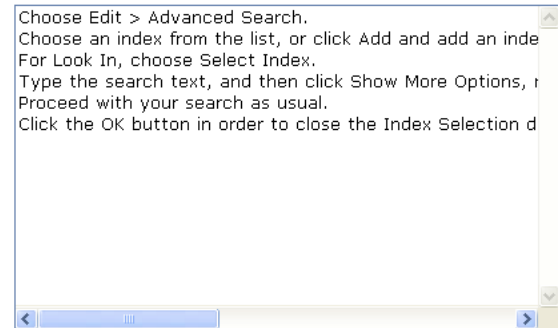 Choose Edit > Advanced Search.
Choose an index from the list, or click Add and add an
For Look In, choose Select Index.
Type the search text, and then click Show More Options,
Proceed with your search as usual.
Click the OK button in order to close the Index Selection